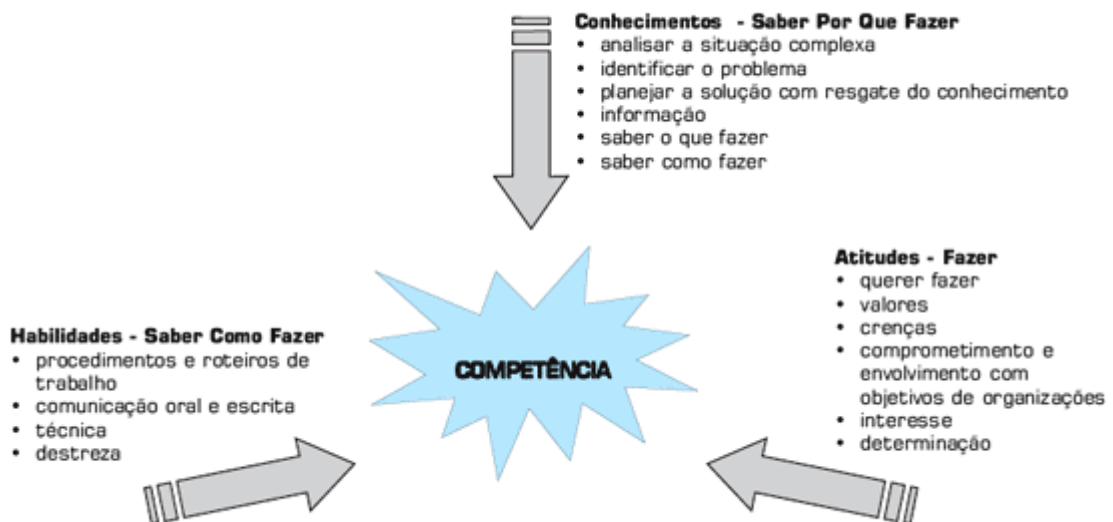 Conhecimentos - Saber Por Que Fazer
• analisar a situação complexa
• identificar o problema
• planejar a solução com resgate do conhecimento
• informação
• saber o que fazer
• saber como fazer
Atitudes - Fazer
• querer fazer
• valores
• crenças
• comprometimento e
envolvimento com
objetivos de organizações
• interesse
• determinação
Habilidades - Saber Como Fazer
• procedimentos e roteiros de
trabalho
• comunicação oral e escrita
• técnica
• destreza
COMPETÊNCIA